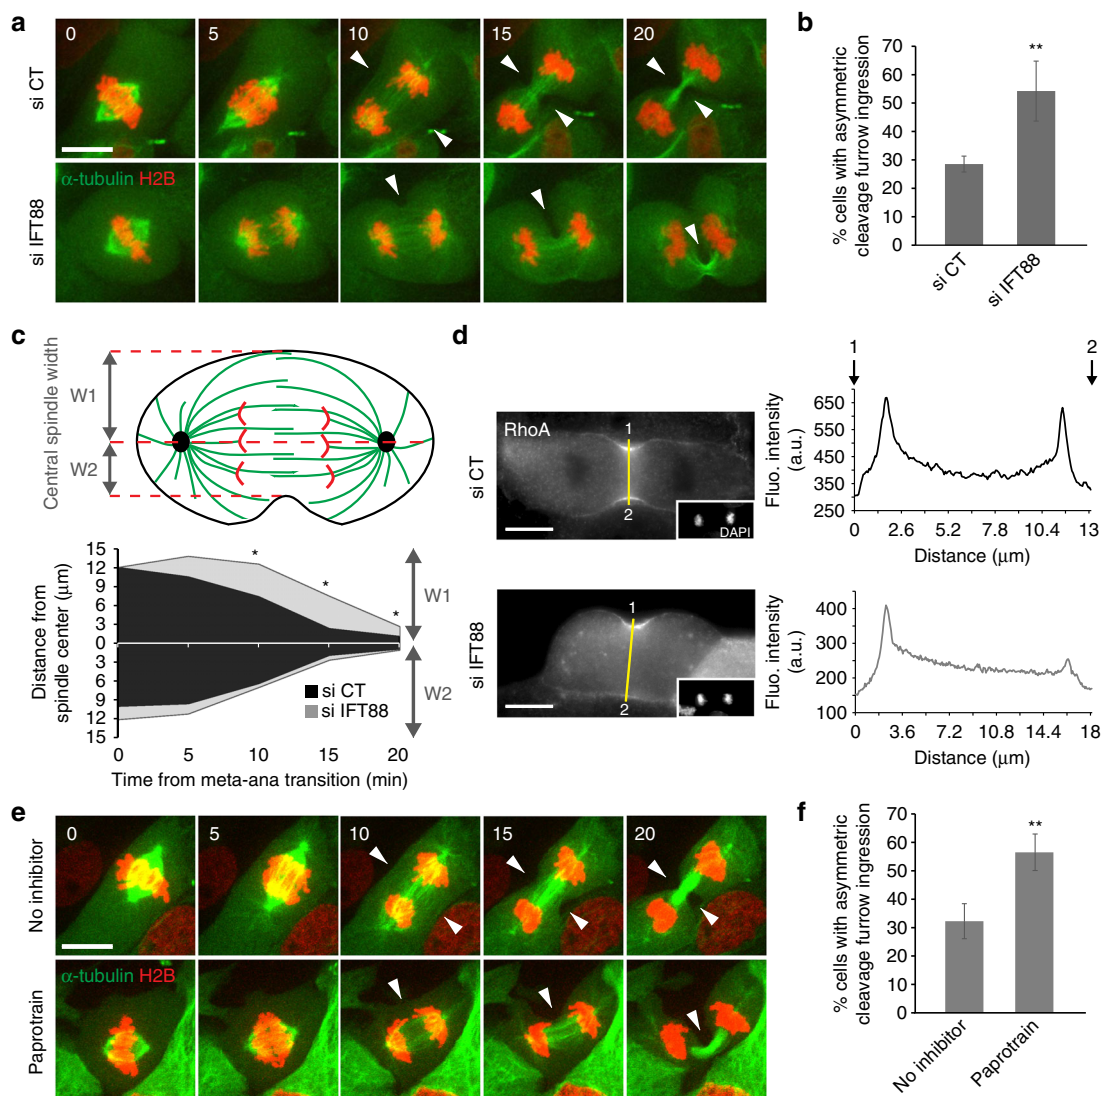 a
0 5 10 15 20
si CT
α-tubulin H2B
si IFT88
b
% cells with asymmetric
cleavage furrow ingression
70
60
50
40
30
20
10
0
**
si CT
si IFT88
c
Central spindle width
W1
W2
Distance from
spindle center (μm)
15
12
9
6
3
0
3
6
9
12
15
* * *
W1
W2
si CT
si IFT88
0 5 10 15 20
Time from meta-ana transition (min)
d
si CT
RhoA
1
2
DAPI
1 2
Fluo. intensity
(a.u.)
650
550
450
350
250
0 2.6 5.2 7.8 10.4 13
Distance (μm)
si IFT88
1
2
Fluo. intensity
(a.u.)
400
300
200
100
0 3.6 7.2 10.8 14.4 18
Distance (μm)
e
0 5 10 15 20
No inhibitor
α-tubulin H2B
Paprotrain
f
% cells with asymmetric
cleavage furrow ingression
70
60
50
40
30
20
10
0
**
No inhibitor
Paprotrain